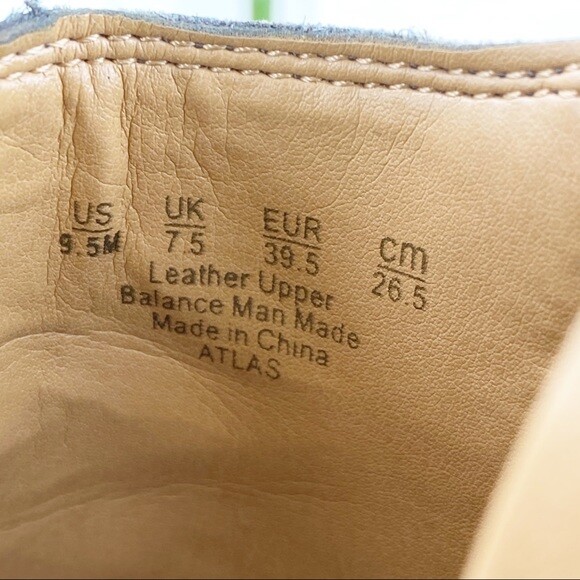 US UK EUR cm
9.5M 7.5 39.5 26.5
Leather Upper
Balance Man Made
Made in China
ATLAS